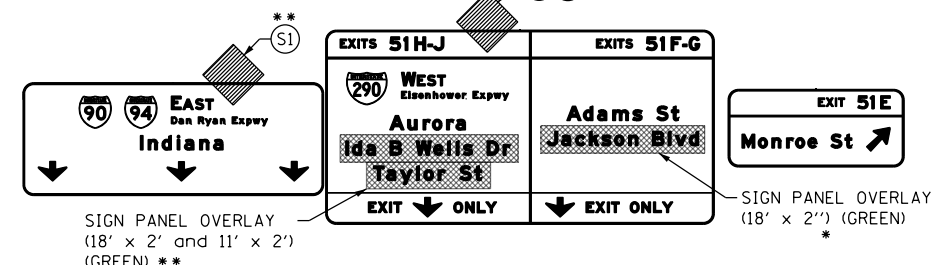 **
S1
90 94 EAST
Dan Ryan Expwy
Indiana
EXITS 51H-J
INTERSTATE
290 WEST
Eisenhower Expwy
Aurora
Ida B Wells Dr
Taylor St
EXIT ONLY
EXITS 51F-G
Adams St
Jackson Blvd
EXIT ONLY
EXIT 51E
Monroe St
SIGN PANEL OVERLAY
(18' x 2' and 11' x 2')
(GREEN) **
SIGN PANEL OVERLAY
(18' x 2'') (GREEN)
*